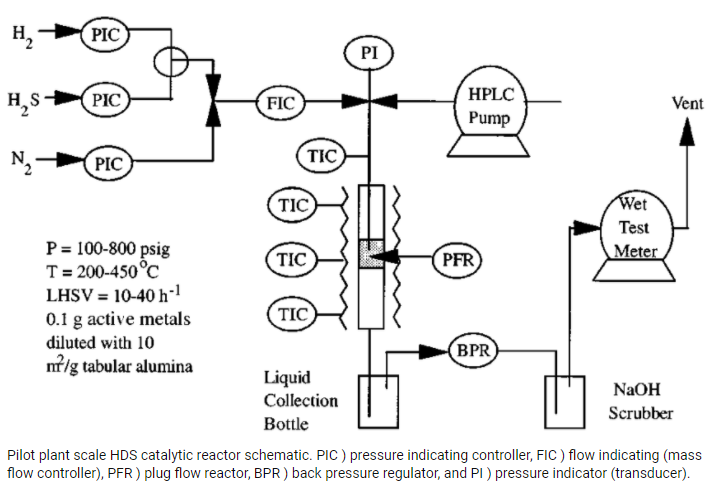 H2
PIC
H2S
PIC
N2
PIC
FIC
PI
HPLC
Pump
Vent
TIC
TIC
TIC
TIC
PFR
Wet
Test
Meter
P = 100-800 psig
T = 200-450 °C
LHSV = 10-40 h-1
0.1 g active metals
diluted with 10
m2/g tabular alumina
BPR
Liquid
Collection
Bottle
NaOH
Scrubber
Pilot plant scale HDS catalytic reactor schematic. PIC ) pressure indicating controller, FIC ) flow indicating (mass
flow controller), PFR ) plug flow reactor, BPR ) back pressure regulator, and PI ) pressure indicator (transducer).